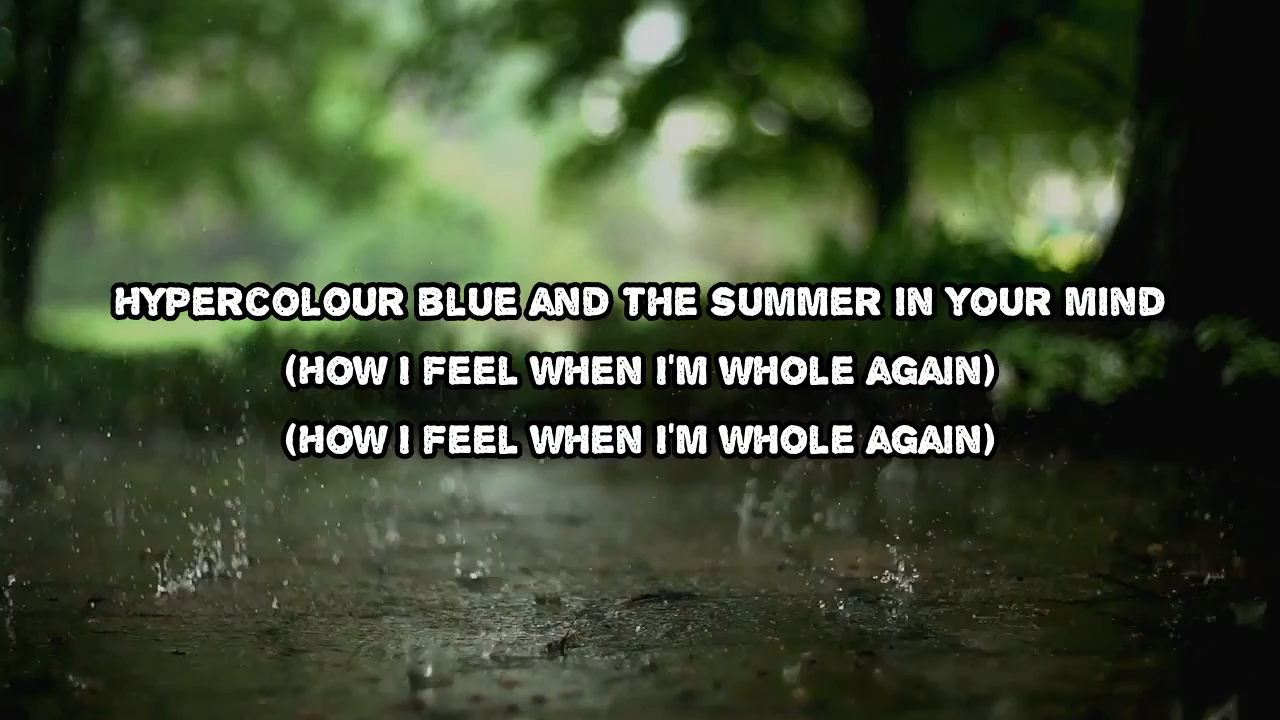 HYPERCOLOUR BLUE AND THE SUMMER IN YOUR MIND
(HOW I FEEL WHEN I'M WHOLE AGAIN)
(HOW I FEEL WHEN I'M WHOLE AGAIN)